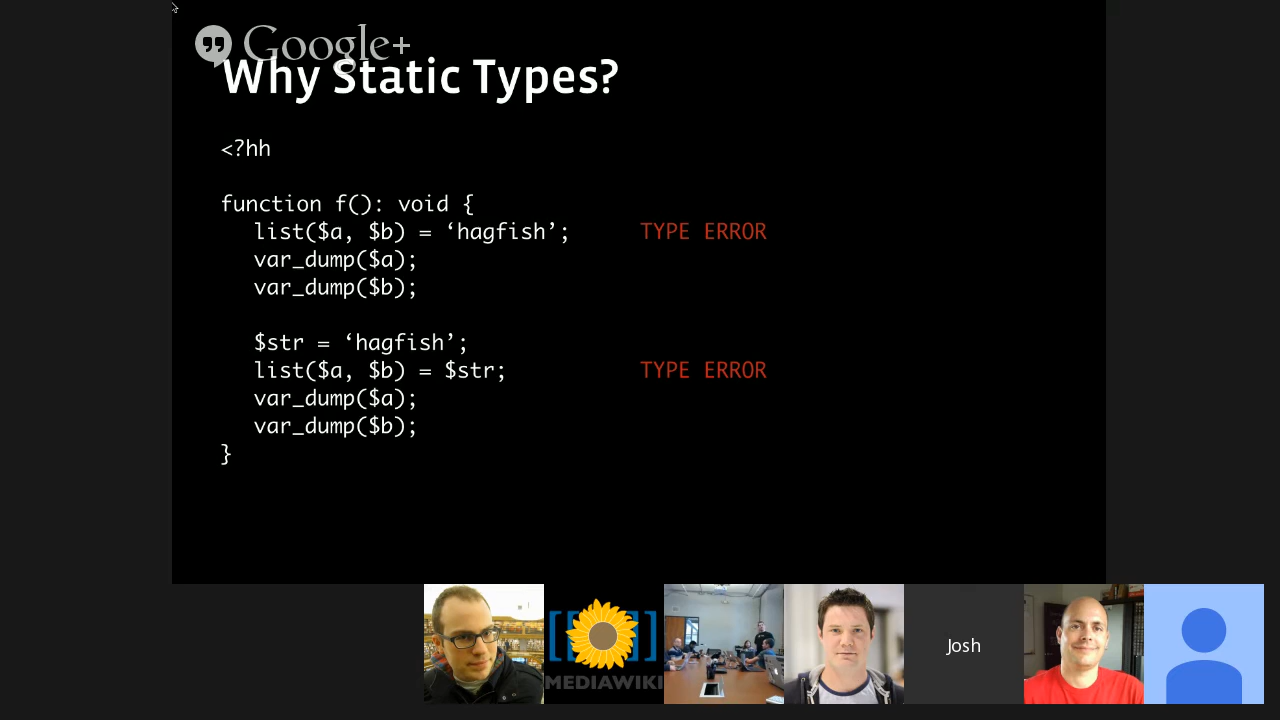 Google+
Why Static Types?
<?hh
function f(): void {
list($a, $b) = ‘hagfish’; TYPE ERROR
var_dump($a);
var_dump($b);
$str = ‘hagfish’;
list($a, $b) = $str; TYPE ERROR
var_dump($a);
var_dump($b);
}
MEDIAWIKI
Josh